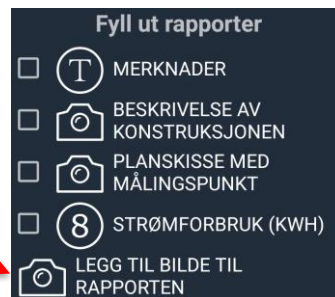 Fyll ut rapporter
T MERKNADER
BESKRIVELSE AV
KONSTRUKSJONEN
PLANSKISSE MED
MÅLINGSPUNKT
8 STRØMFORBRUK (KWH)
LEGG TIL BILDE TIL
RAPPORTEN